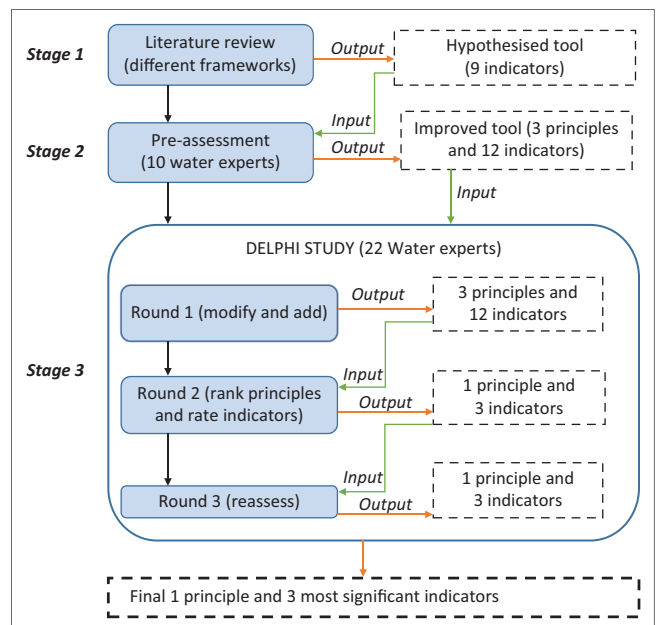 Stage 1
Literature review
(different frameworks)
Output
Hypothesised tool
(9 indicators)
Input
Stage 2
Pre-assessment
(10 water experts)
Output
Improved tool (3 principles
and 12 indicators)
Input
DELPHI STUDY (22 Water experts)
Stage 3
Round 1 (modify and add)
Output
3 principles and
12 indicators
Input
Round 2 (rank principles
and rate indicators)
Output
1 principle and
3 indicators
Input
Round 3 (reassess)
Output
1 principle and
3 indicators
Final 1 principle and 3 most significant indicators